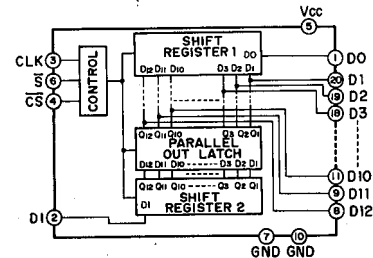 VCC
5
SHIFT
REGISTER 1
D0
D12 D11 D10 D3 D2 D1
CLK 3
S̅ 6
C̅S̅ 4
CONTROL
1 D0
20 D1
19 D2
18 D3
Q12 Q11 Q10 Q3 Q2 Q1
PARALLEL
OUT LATCH
D12 D11 D10 D3 D2 D1
Q12 Q11 Q10 Q3 Q2 Q1
DI
SHIFT
REGISTER 2
DI 2
11 D10
9 D11
8 D12
7 10
GND GND